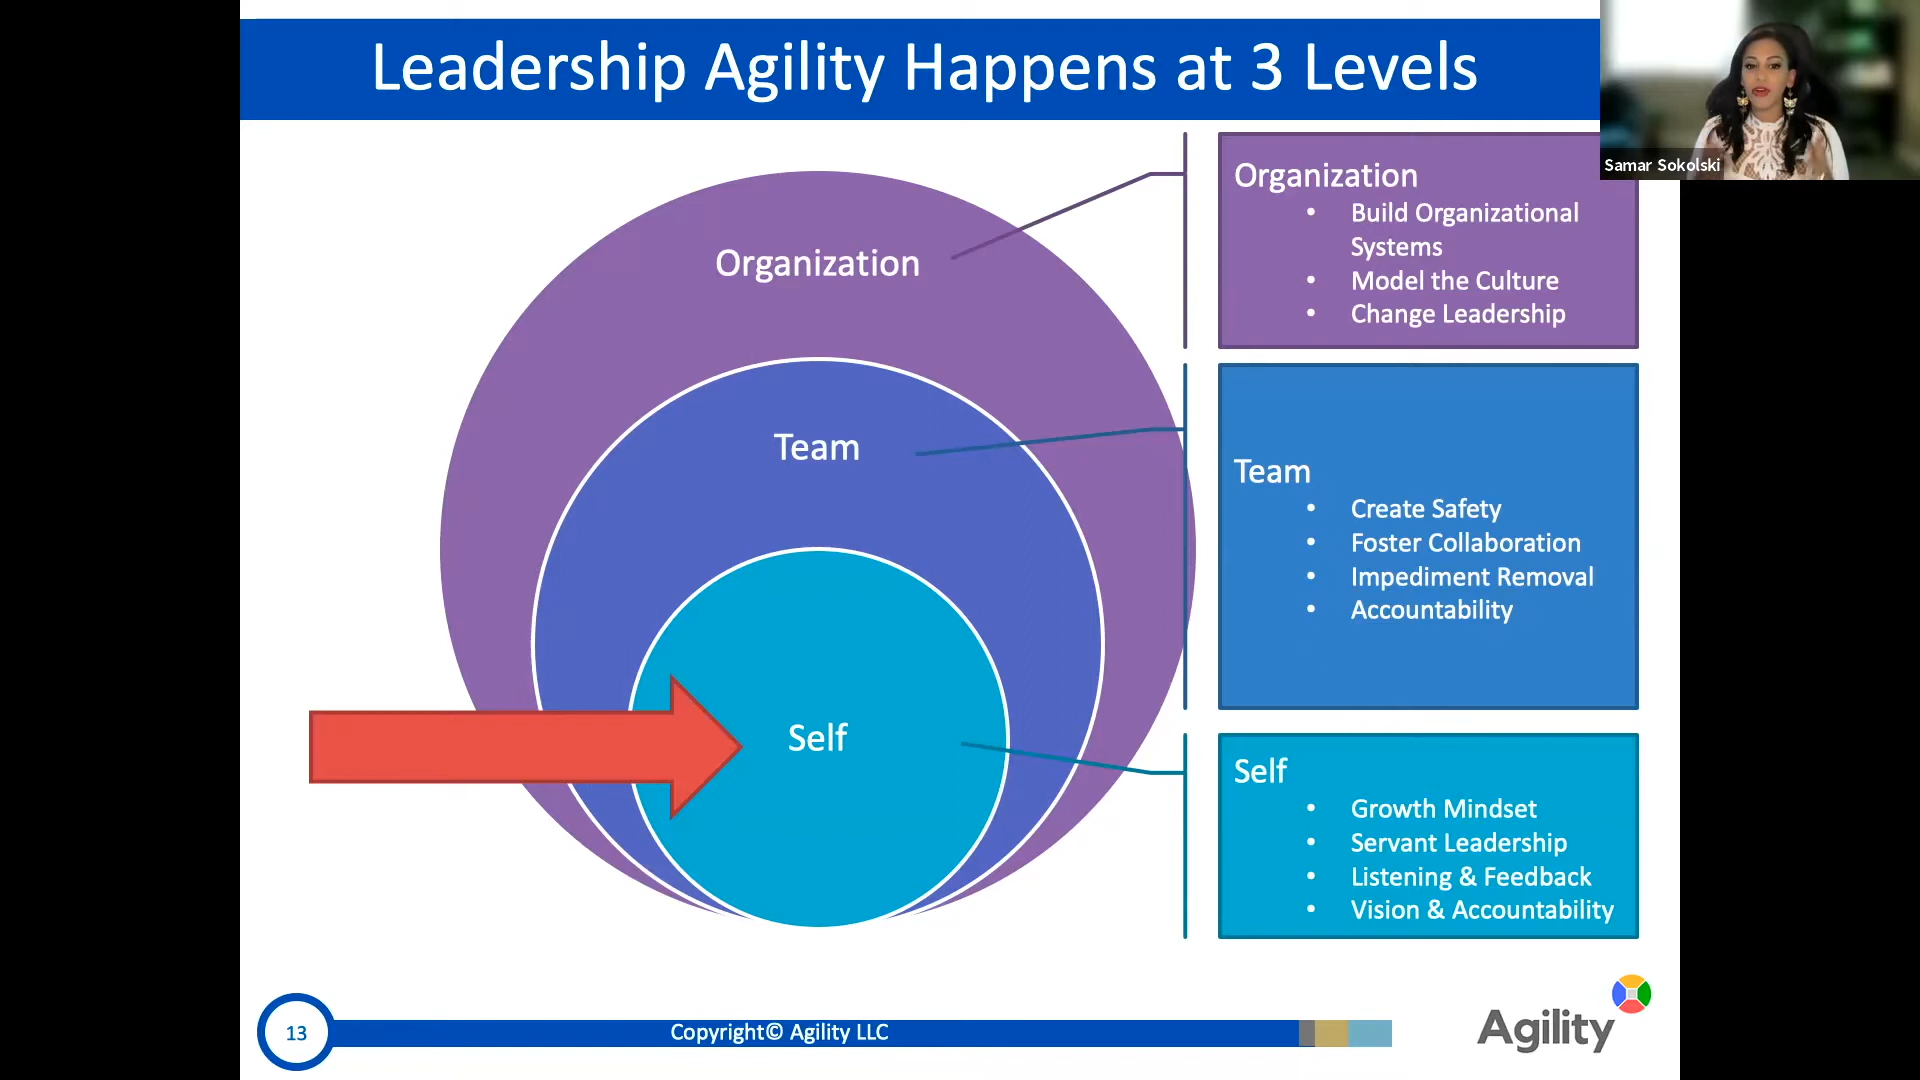 Leadership Agility Happens at 3 Levels
Samar Sokolski
Organization
Team
Self
Organization
• Build Organizational
Systems
• Model the Culture
• Change Leadership
Team
• Create Safety
• Foster Collaboration
• Impediment Removal
• Accountability
Self
• Growth Mindset
• Servant Leadership
• Listening & Feedback
• Vision & Accountability
13
Copyright© Agility LLC
Agility